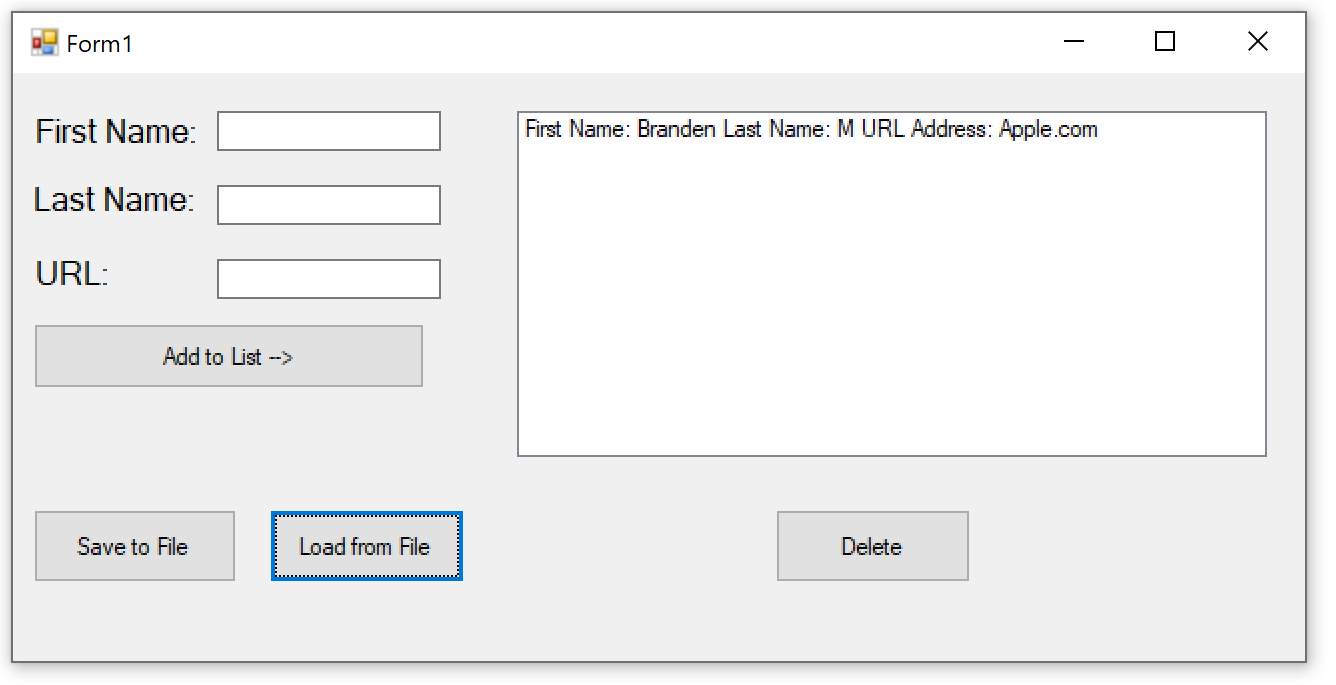 Form1
First Name:
Last Name:
URL:
Add to List -->
First Name: Branden Last Name: M URL Address: Apple.com
Save to File
Load from File
Delete